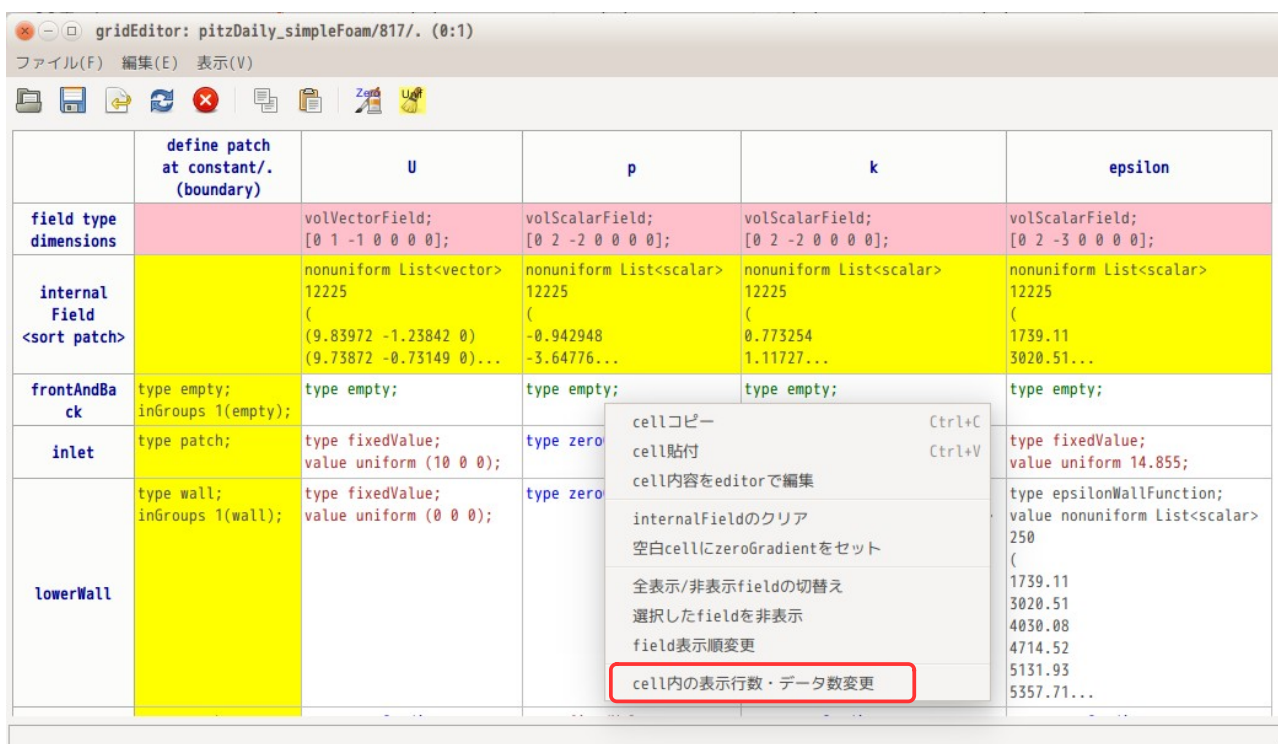 gridEditor: pitzDaily_simpleFoam/817/. (0:1)
ファイル(F) 編集(E) 表示(V)
Zero
Unit
define patch
at constant/.
(boundary)
U
p
k
epsilon
field type
dimensions
volVectorField;
[0 1 -1 0 0 0 0];
volScalarField;
[0 2 -2 0 0 0 0];
volScalarField;
[0 2 -2 0 0 0 0];
volScalarField;
[0 2 -3 0 0 0 0];
internal
Field
<sort patch>
nonuniform List<vector>
12225
(
(9.83972 -1.23842 0)
(9.73872 -0.73149 0)...
nonuniform List<scalar>
12225
(
-0.942948
-3.64776...
nonuniform List<scalar>
12225
(
0.773254
1.11727...
nonuniform List<scalar>
12225
(
1739.11
3020.51...
frontAndBa
ck
type empty;
inGroups 1(empty);
type empty;
type empty;
type empty;
type empty;
inlet
type patch;
type fixedValue;
value uniform (10 0 0);
type zero
type fixedValue;
value uniform 14.855;
lowerWall
type wall;
inGroups 1(wall);
type fixedValue;
value uniform (0 0 0);
type zero
type epsilonWallFunction;
value nonuniform List<scalar>
250
(
1739.11
3020.51
4030.08
4714.52
5131.93
5357.71...
cellコピー Ctrl+C
cell貼付 Ctrl+V
cell内容をeditorで編集
internalFieldのクリア
空白cellにzeroGradientをセット
全表示/非表示fieldの切替え
選択したfieldを非表示
field表示順変更
cell内の表示行数・データ数変更